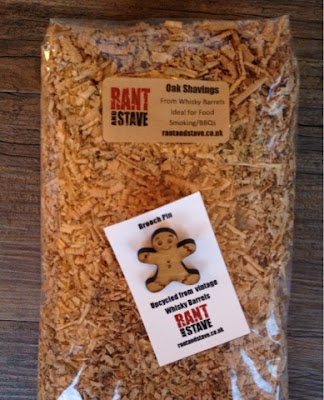 RANT
AND STAVE
Oak Shavings
From Whisky Barrels
Ideal for Food
Smoking/BBQs
rantandstave.co.uk
Brooch Pin
Upcycled from vintage
Whisky Barrels
RANT
AND STAVE
rantandstave.co.uk